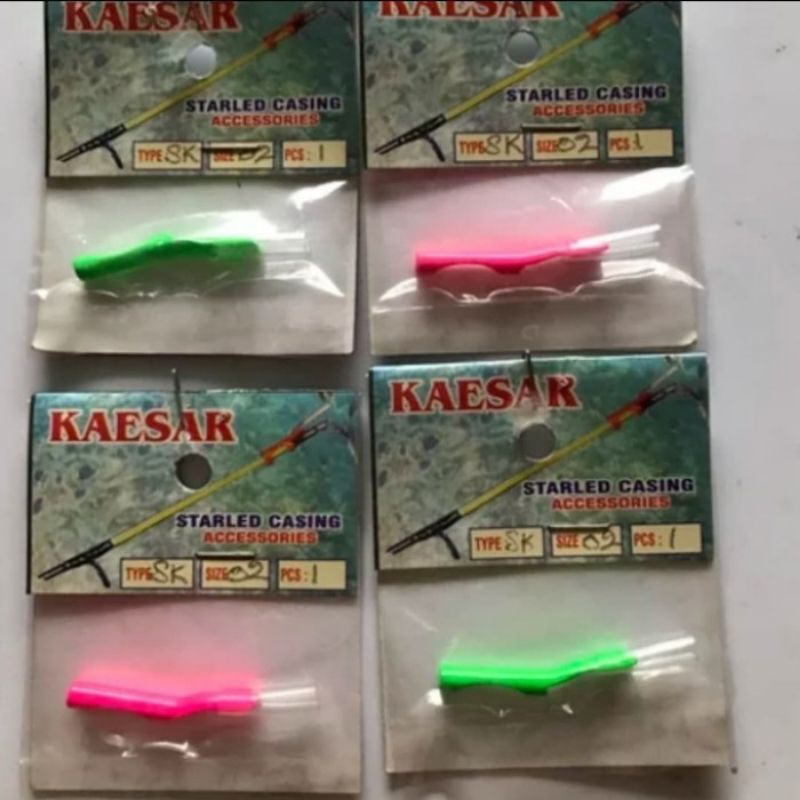 KAESAR
STARLED CASING
ACCESSORIES
TYPE SK SIZE 02 PCS : 1
KAESAR
STARLED CASING
ACCESSORIES
TYPE SK SIZE 02 PCS : 1
KAESAR
STARLED CASING
ACCESSORIES
TYPE SK SIZE 02 PCS : 1
KAESAR
STARLED CASING
ACCESSORIES
TYPE SK SIZE 02 PCS : 1